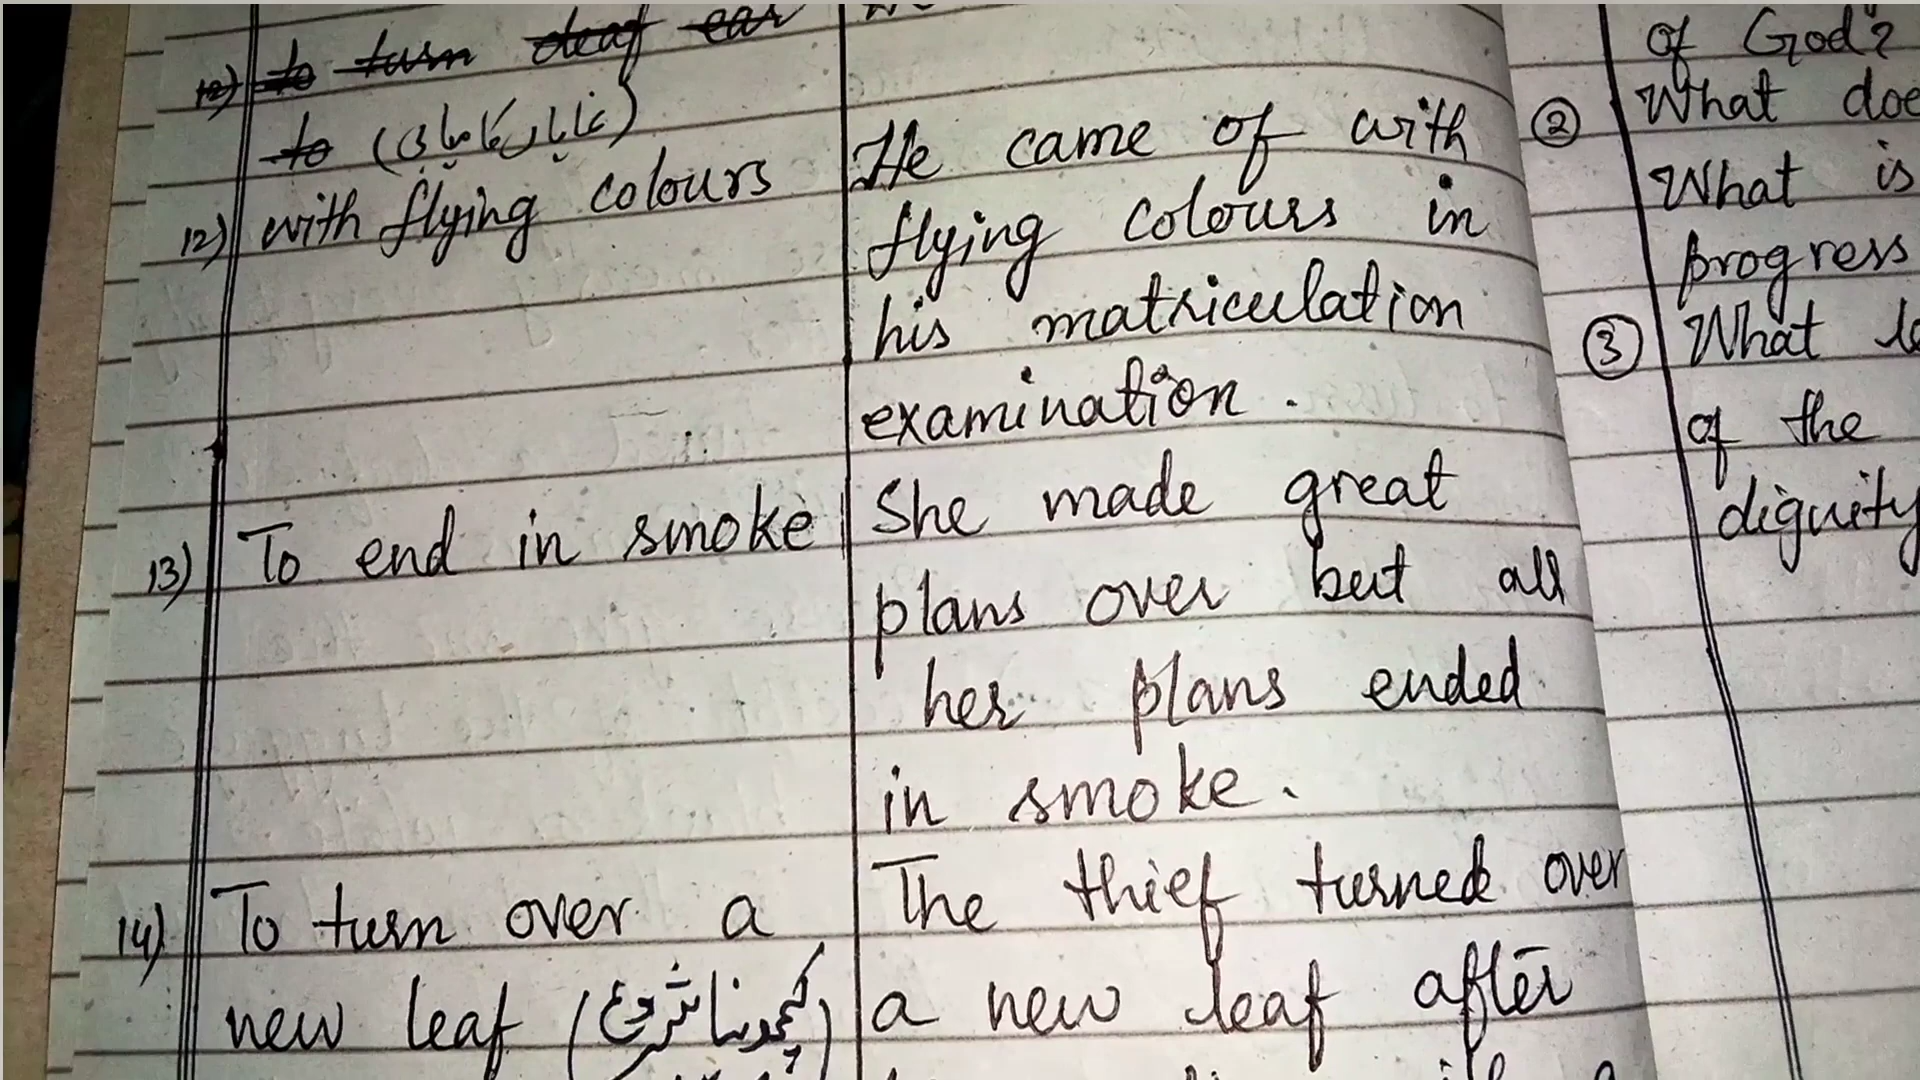 12) to turn deaf ear
to (نمایاں کامیابی)
12) with flying colours
He came of with
flying colours in
his matriculation
examination.
13) To end in smoke
She made great
plans over but all
her plans ended
in smoke.
14) To turn over a
new leaf
The thief turned over
a new leaf after
of God?
② What doe
What is
progress
③ What
of the
dignity